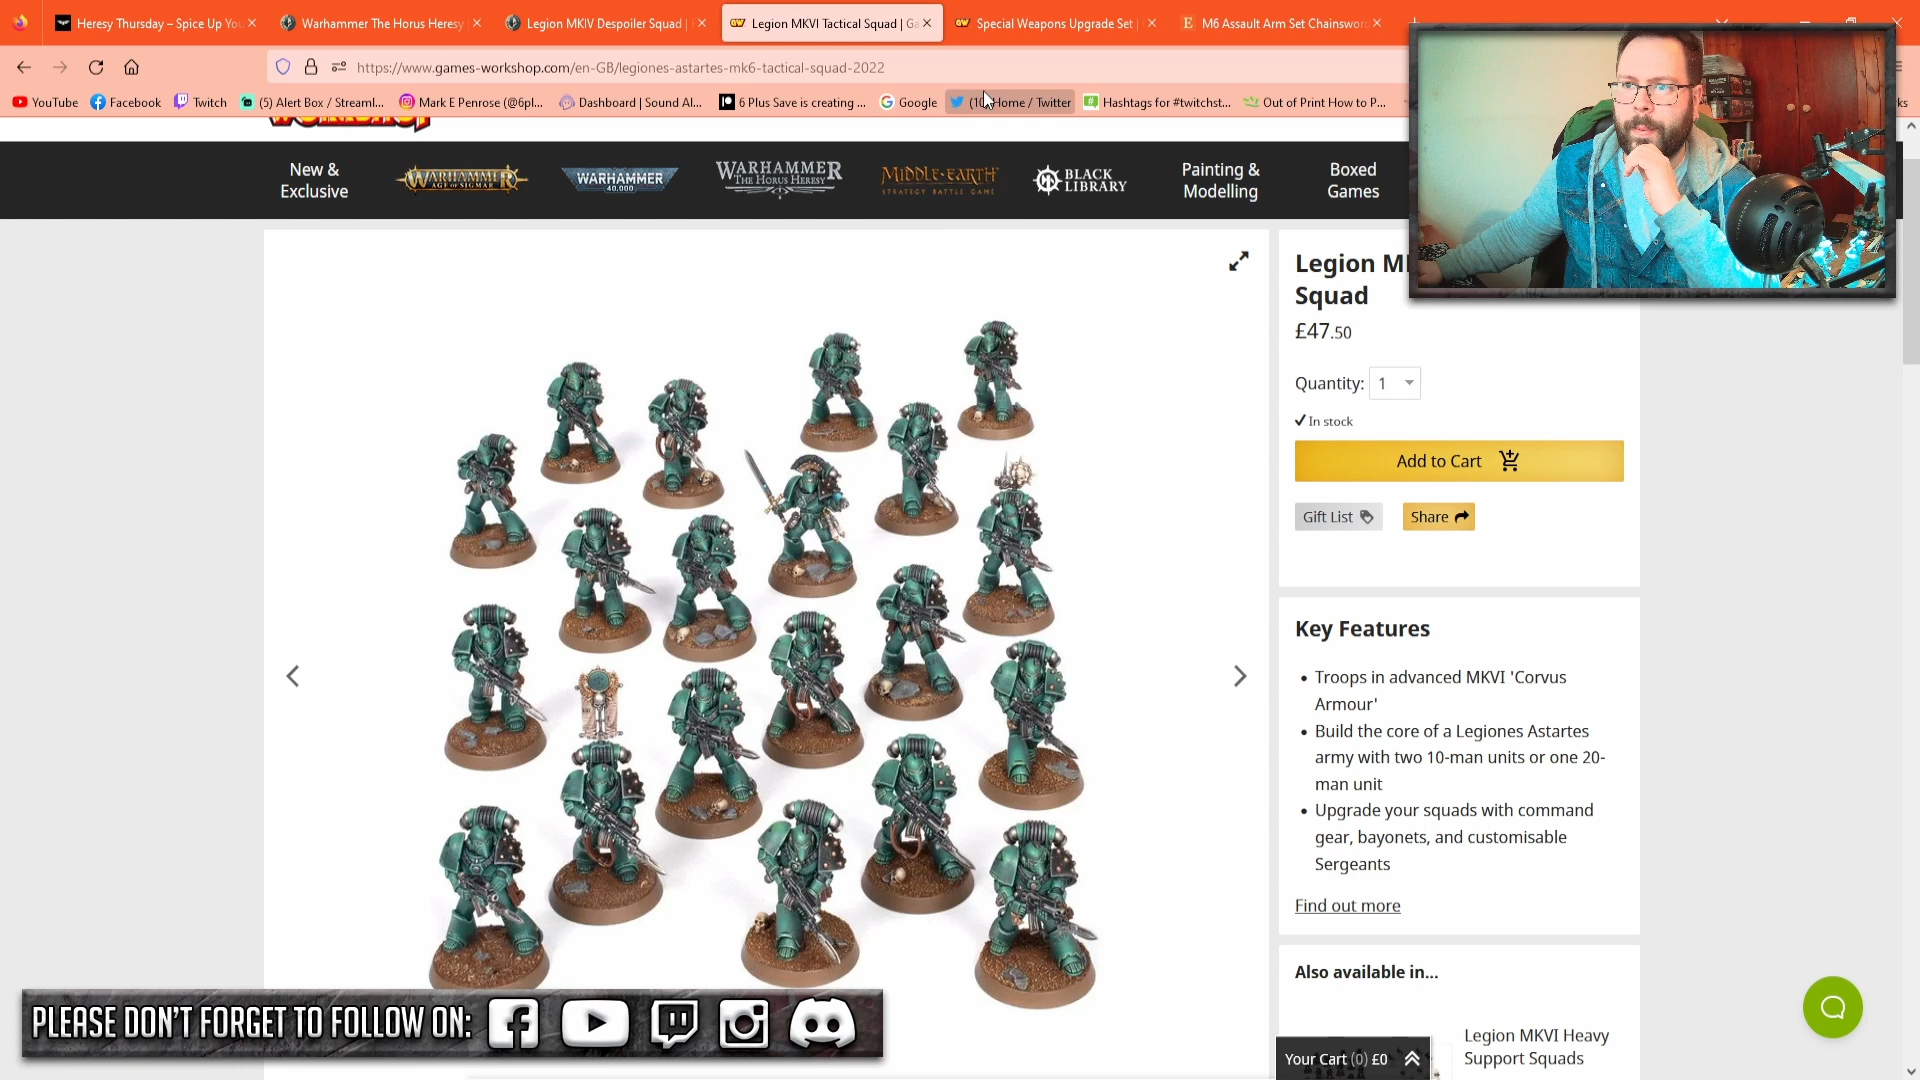 Heresy Thursday – Spice Up You
Warhammer The Horus Heresy
Legion MKIV Despoiler Squad |
Legion MKVI Tactical Squad | Ga
Special Weapons Upgrade Set |
M6 Assault Arm Set Chainswor
https://www.games-workshop.com/en-GB/legiones-astartes-mk6-tactical-squad-2022
YouTube
Facebook
Twitch
(5) Alert Box / Streaml...
Mark E Penrose (@6pl...
Dashboard | Sound Al...
6 Plus Save is creating ...
Google
Home / Twitter
Hashtags for #twitchst...
Out of Print How to P...
WORKSHOP
New & Exclusive
WARHAMMER AGE OF SIGMAR
WARHAMMER 40,000
WARHAMMER THE HORUS HERESY
MIDDLE-EARTH STRATEGY BATTLE GAME
BLACK LIBRARY
Painting & Modelling
Boxed Games
Legion M
Squad
£47.50
Quantity: 1
In stock
Add to Cart
Gift List
Share
Key Features
Troops in advanced MKVI 'Corvus
Armour'
Build the core of a Legiones Astartes
army with two 10-man units or one 20-
man unit
Upgrade your squads with command
gear, bayonets, and customisable
Sergeants
Find out more
Also available in...
Legion MKVI Heavy
Support Squads
Your Cart (0) £0
PLEASE DON'T FORGET TO FOLLOW ON: